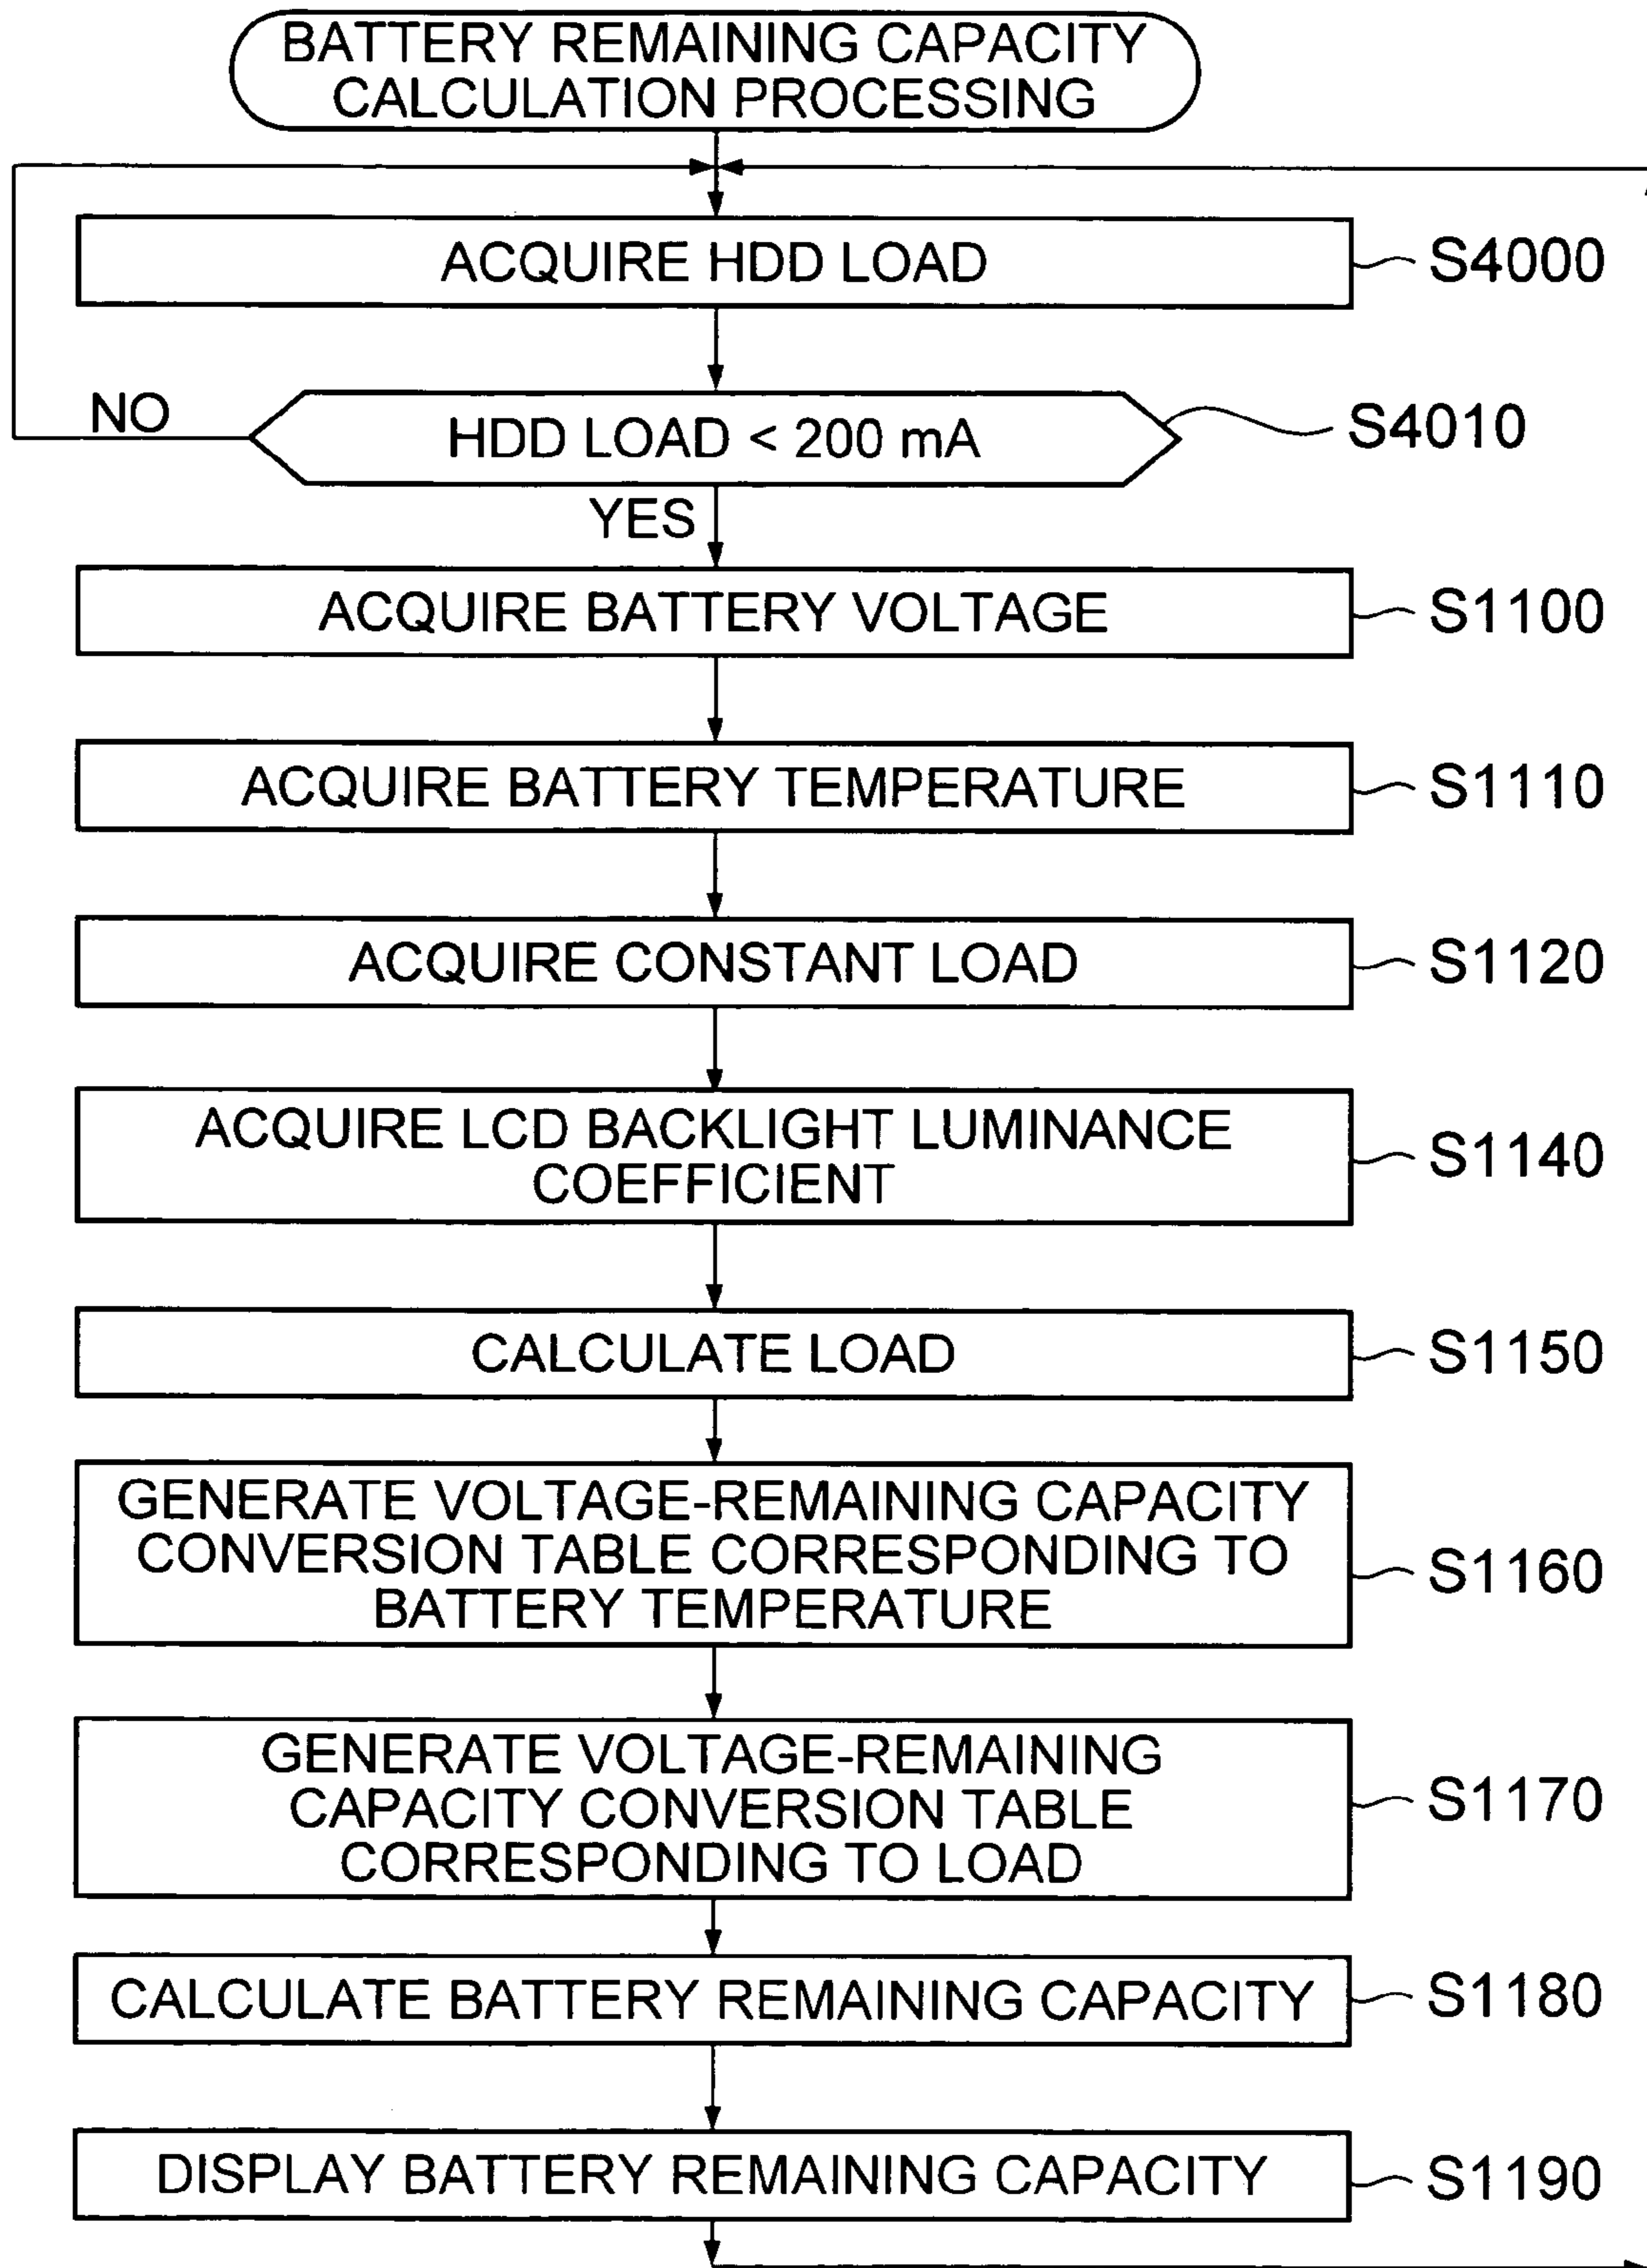 BATTERY REMAINING CAPACITY
CALCULATION PROCESSING
ACQUIRE HDD LOAD
S4000
NO
HDD LOAD < 200 mA
S4010
YES
ACQUIRE BATTERY VOLTAGE
S1100
ACQUIRE BATTERY TEMPERATURE
S1110
ACQUIRE CONSTANT LOAD
S1120
ACQUIRE LCD BACKLIGHT LUMINANCE
COEFFICIENT
S1140
CALCULATE LOAD
S1150
GENERATE VOLTAGE-REMAINING CAPACITY
CONVERSION TABLE CORRESPONDING TO
BATTERY TEMPERATURE
S1160
GENERATE VOLTAGE-REMAINING
CAPACITY CONVERSION TABLE
CORRESPONDING TO LOAD
S1170
CALCULATE BATTERY REMAINING CAPACITY
S1180
DISPLAY BATTERY REMAINING CAPACITY
S1190